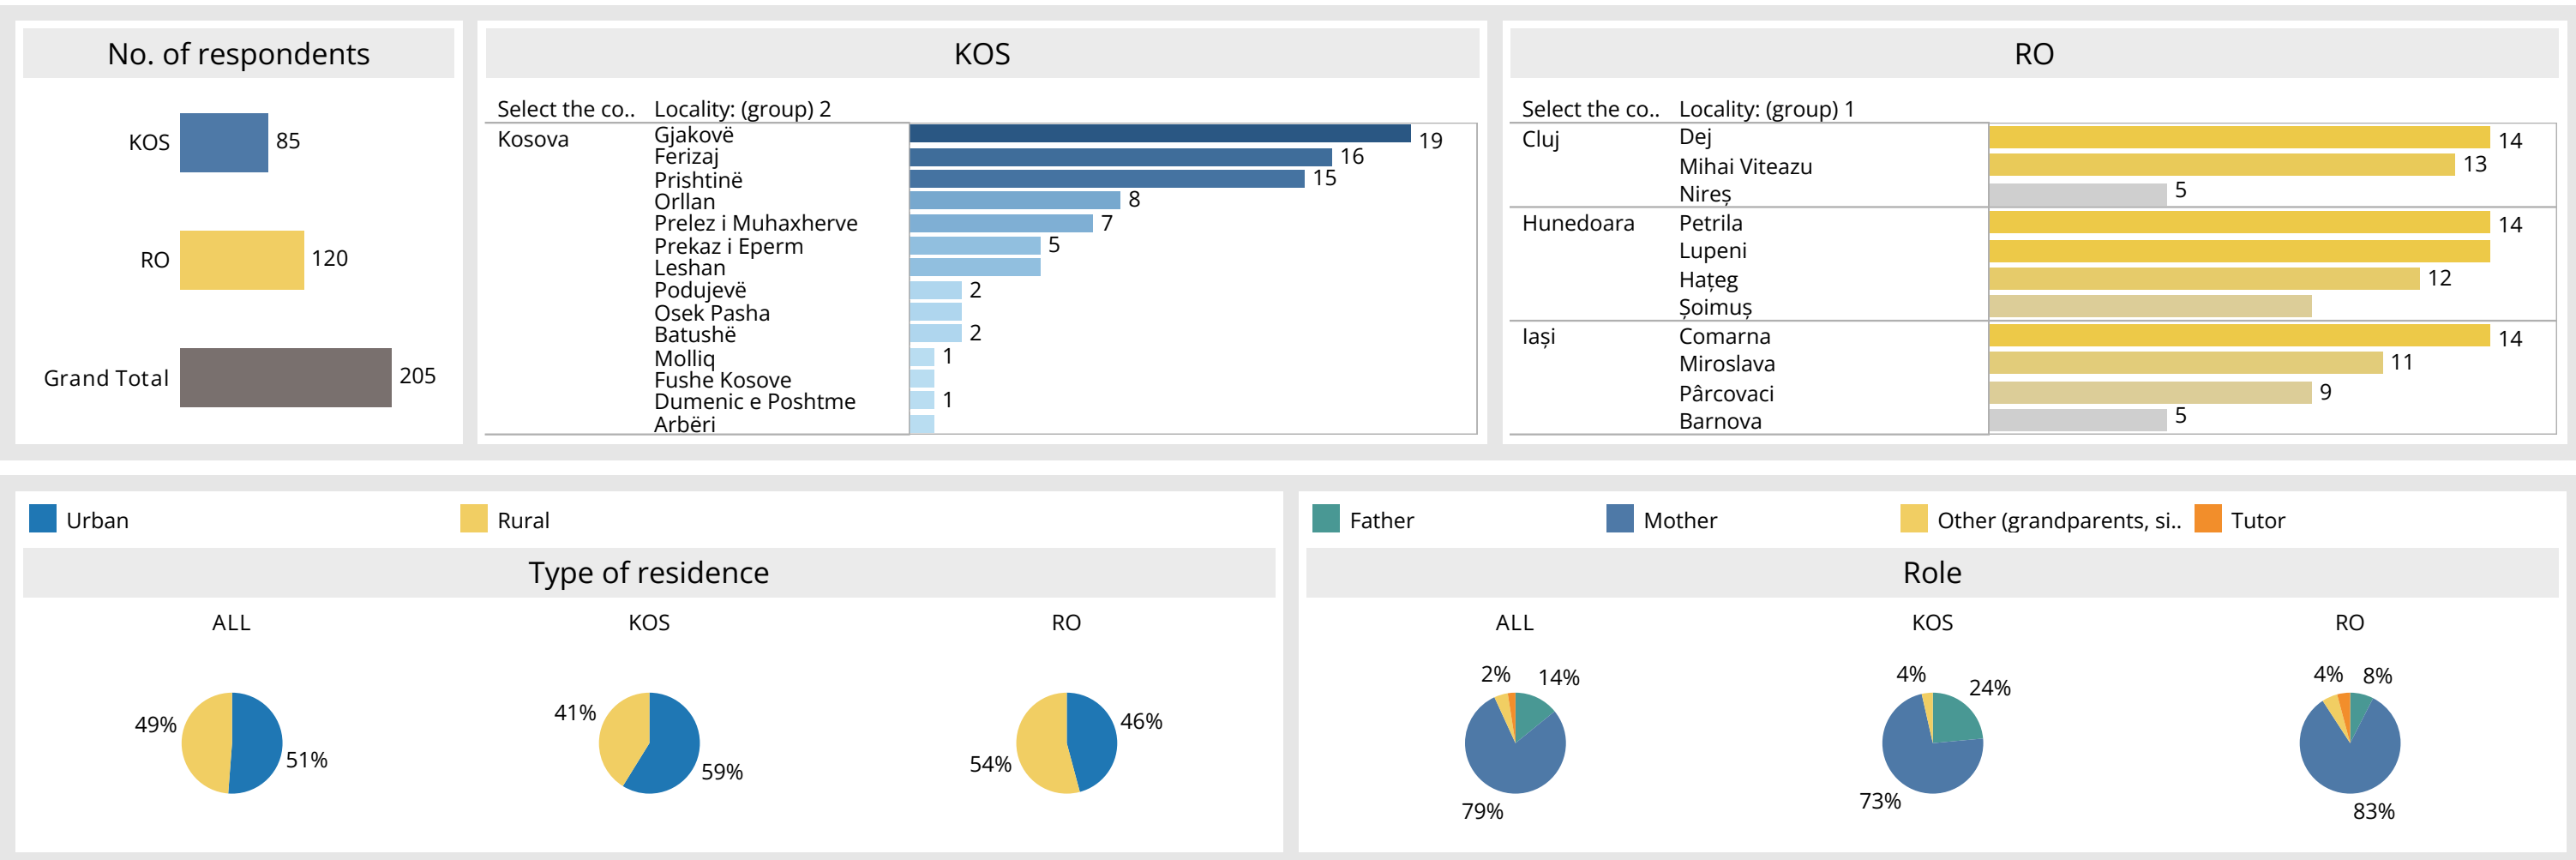 No. of respondents
KOS 85
RO 120
Grand Total 205
KOS
Select the co.. Locality: (group) 2
Kosova Gjakovë 19
Ferizaj 16
Prishtinë 15
Orllan 8
Prelez i Muhaxherve 7
Prekaz i Eperm 5
Leshan
Podujevë 2
Osek Pasha
Batushë 2
Molliq 1
Fushe Kosove
Dumenic e Poshtme 1
Arbëri
RO
Select the co.. Locality: (group) 1
Cluj Dej 14
Mihai Viteazu 13
Nireș 5
Hunedoara Petrila 14
Lupeni
Hațeg 12
Șoimuș
Iași Comarna 14
Miroslava 11
Pârcovaci 9
Barnova 5
Urban Rural
Type of residence
ALL KOS RO
49% 51%
41% 59%
54% 46%
Father Mother Other (grandparents, si.. Tutor
Role
ALL KOS RO
2% 14% 79%
4% 24% 73%
4% 8% 83%